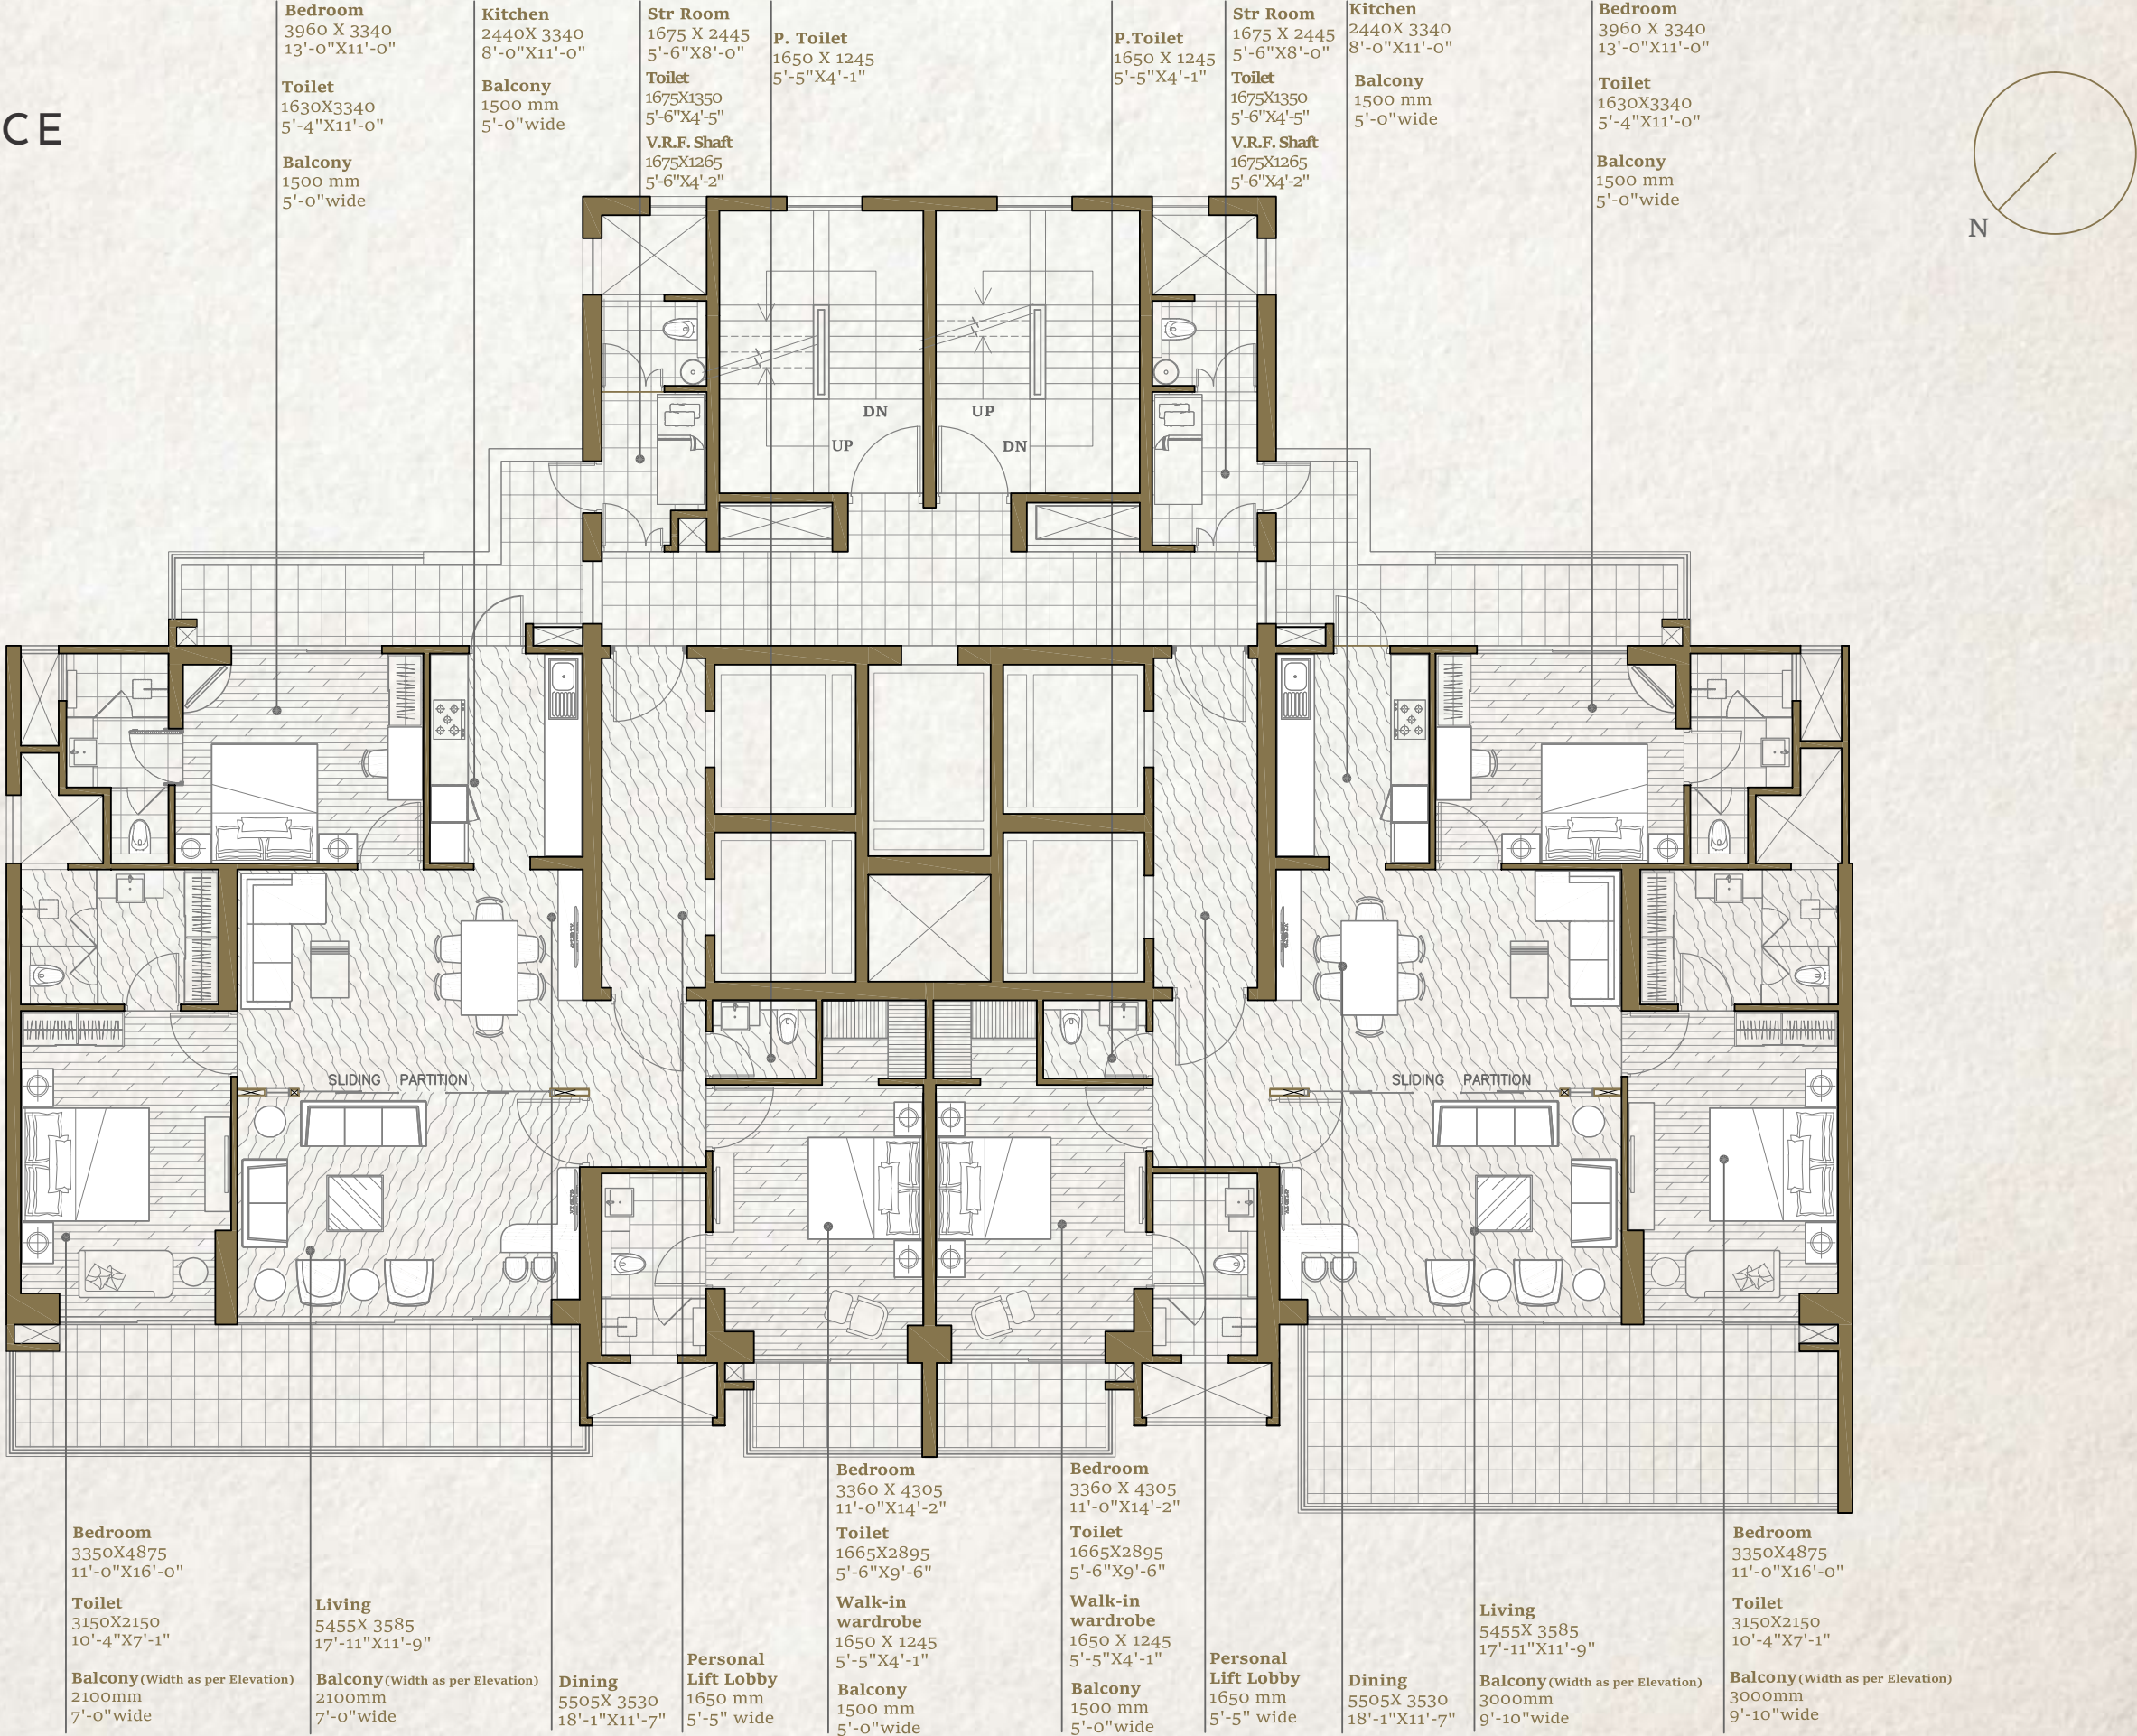 CE
Bedroom
3960 X 3340
13'-0"X11'-0"
Toilet
1630X3340
5'-4"X11'-0"
Balcony
1500 mm
5'-0"wide
Kitchen
2440X 3340
8'-0"X11'-0"
Balcony
1500 mm
5'-0"wide
Str Room
1675 X 2445
5'-6"X8'-0"
Toilet
1675X1350
5'-6"X4'-5"
V.R.F. Shaft
1675X1265
5'-6"X4'-2"
P. Toilet
1650 X 1245
5'-5"X4'-1"
P.Toilet
1650 X 1245
5'-5"X4'-1"
Str Room
1675 X 2445
5'-6"X8'-0"
Toilet
1675X1350
5'-6"X4'-5"
V.R.F. Shaft
1675X1265
5'-6"X4'-2"
Kitchen
2440X 3340
8'-0"X11'-0"
Balcony
1500 mm
5'-0"wide
Bedroom
3960 X 3340
13'-0"X11'-0"
Toilet
1630X3340
5'-4"X11'-0"
Balcony
1500 mm
5'-0"wide
N
DN
UP
UP
DN
SLIDING PARTITION
SLIDING PARTITION
Bedroom
3350X4875
11'-0"X16'-0"
Toilet
3150X2150
10'-4"X7'-1"
Balcony(Width as per Elevation)
2100mm
7'-0"wide
Living
5455X 3585
17'-11"X11'-9"
Balcony(Width as per Elevation)
2100mm
7'-0"wide
Dining
5505X 3530
18'-1"X11'-7"
Personal
Lift Lobby
1650 mm
5'-5" wide
Bedroom
3360 X 4305
11'-0"X14'-2"
Toilet
1665X2895
5'-6"X9'-6"
Walk-in
wardrobe
1650 X 1245
5'-5"X4'-1"
Balcony
1500 mm
5'-0"wide
Bedroom
3360 X 4305
11'-0"X14'-2"
Toilet
1665X2895
5'-6"X9'-6"
Walk-in
wardrobe
1650 X 1245
5'-5"X4'-1"
Balcony
1500 mm
5'-0"wide
Personal
Lift Lobby
1650 mm
5'-5" wide
Dining
5505X 3530
18'-1"X11'-7"
Living
5455X 3585
17'-11"X11'-9"
Balcony(Width as per Elevation)
3000mm
9'-10"wide
Bedroom
3350X4875
11'-0"X16'-0"
Toilet
3150X2150
10'-4"X7'-1"
Balcony(Width as per Elevation)
3000mm
9'-10"wide